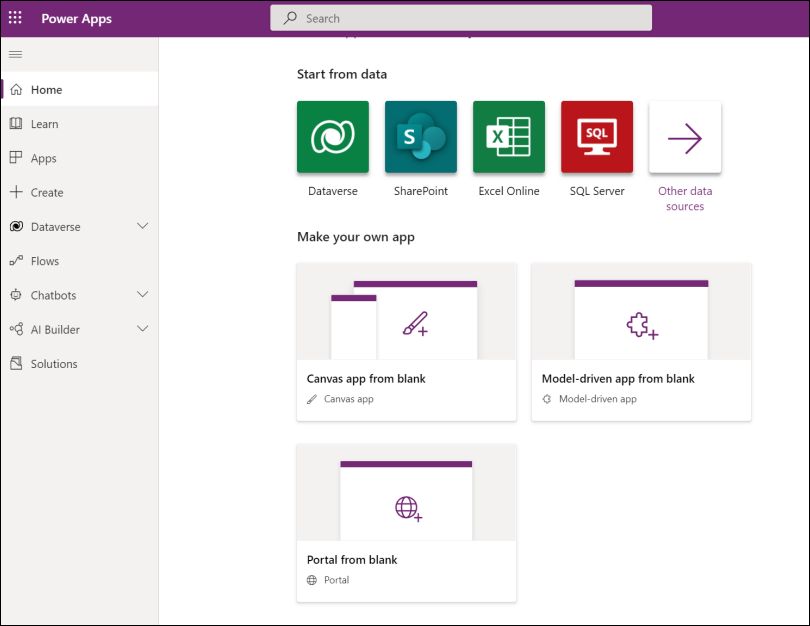 Power Apps
Search
Home
Learn
Apps
Create
Dataverse
Flows
Chatbots
AI Builder
Solutions
Start from data
S
X
SQL
Dataverse
SharePoint
Excel Online
SQL Server
Other data
sources
Make your own app
Canvas app from blank
Canvas app
Model-driven app from blank
Model-driven app
Portal from blank
Portal